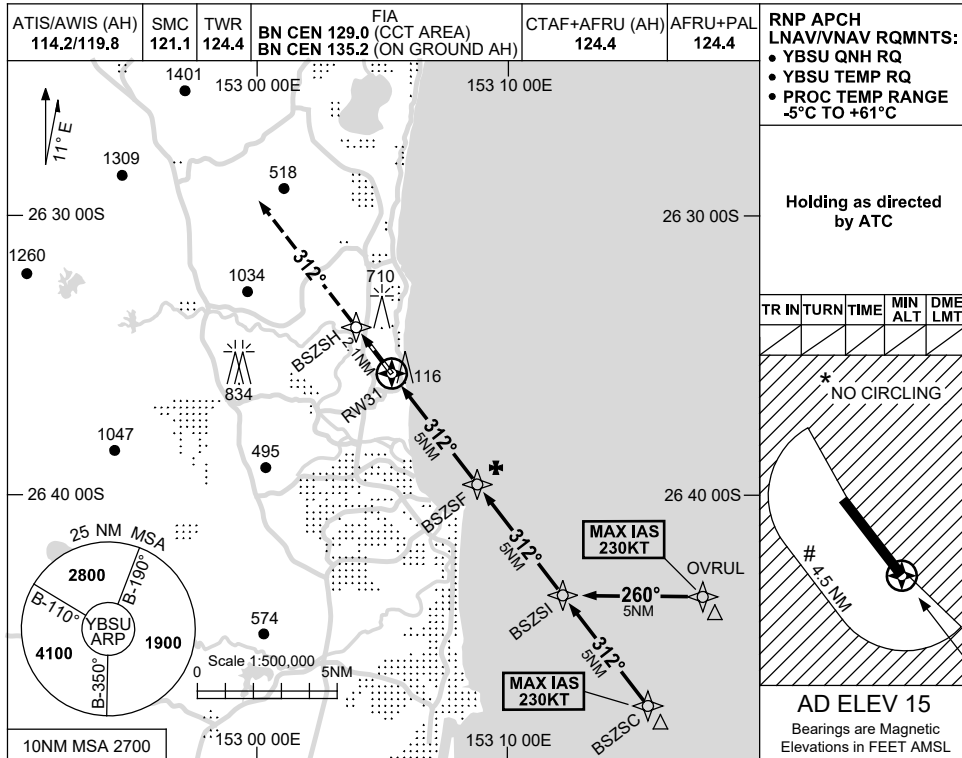 ATIS/AWIS (AH)
114.2/119.8
SMC
121.1
TWR
124.4
FIA
BN CEN 129.0 (CCT AREA)
BN CEN 135.2 (ON GROUND AH)
CTAF+AFRU (AH)
124.4
AFRU+PAL
124.4
RNP APCH
LNAV/VNAV RQMNTS:
• YBSU QNH RQ
• YBSU TEMP RQ
• PROC TEMP RANGE
-5°C TO +61°C
Holding as directed
by ATC
TR IN
TURN
TIME
MIN
ALT
DME
LMT
* NO CIRCLING
# 4.5 NM
AD ELEV 15
Bearings are Magnetic
Elevations in FEET AMSL
1401
153 00 00E
153 10 00E
11° E
1309
518
26 30 00S
26 30 00S
1260
312°
710
1034
BSZSH
2.1NM
834
RW31
116
312°
5NM
1047
495
26 40 00S
BSZSF
26 40 00S
312°
5NM
MAX IAS
230KT
OVRUL
260°
5NM
BSZSI
25 NM MSA
2800
B-190°
B-110°
YBSU
ARP
4100
1900
B-350°
574
Scale 1:500,000
0
5NM
312°
5NM
MAX IAS
230KT
BSZSC
10NM MSA 2700
153 00 00E
153 10 00E